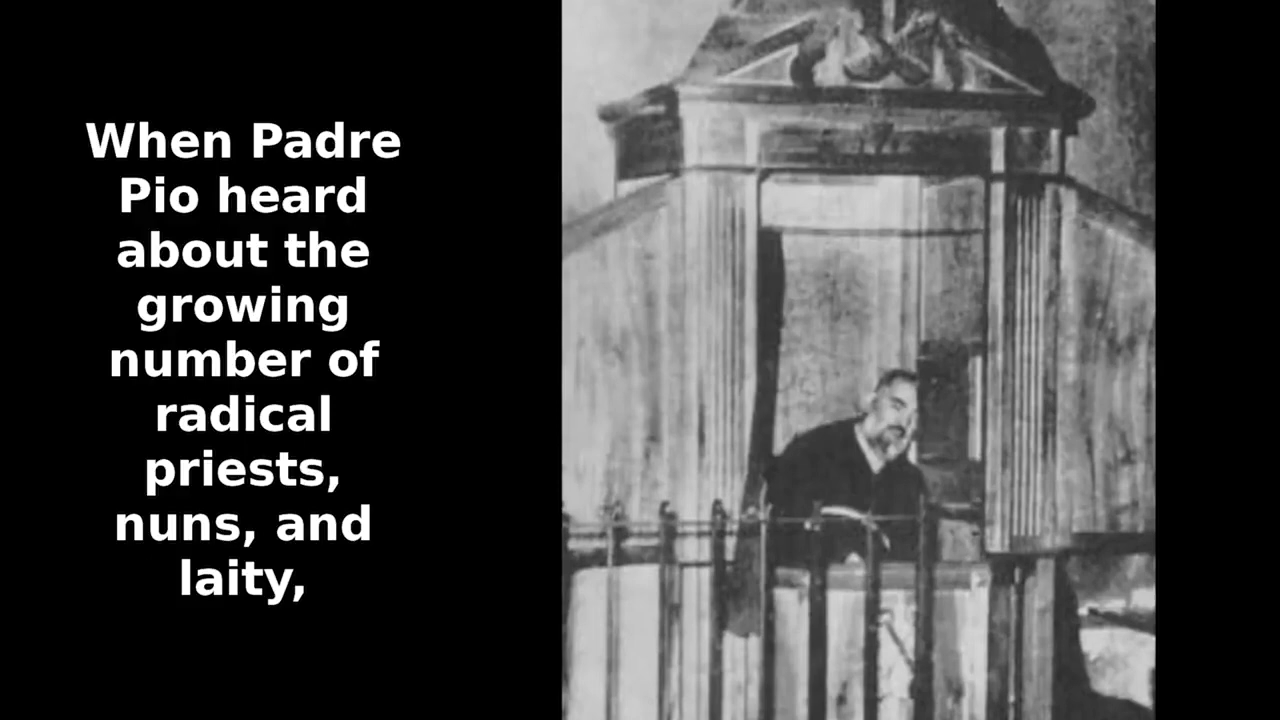 When Padre
Pio heard
about the
growing
number of
radical
priests,
nuns, and
laity,